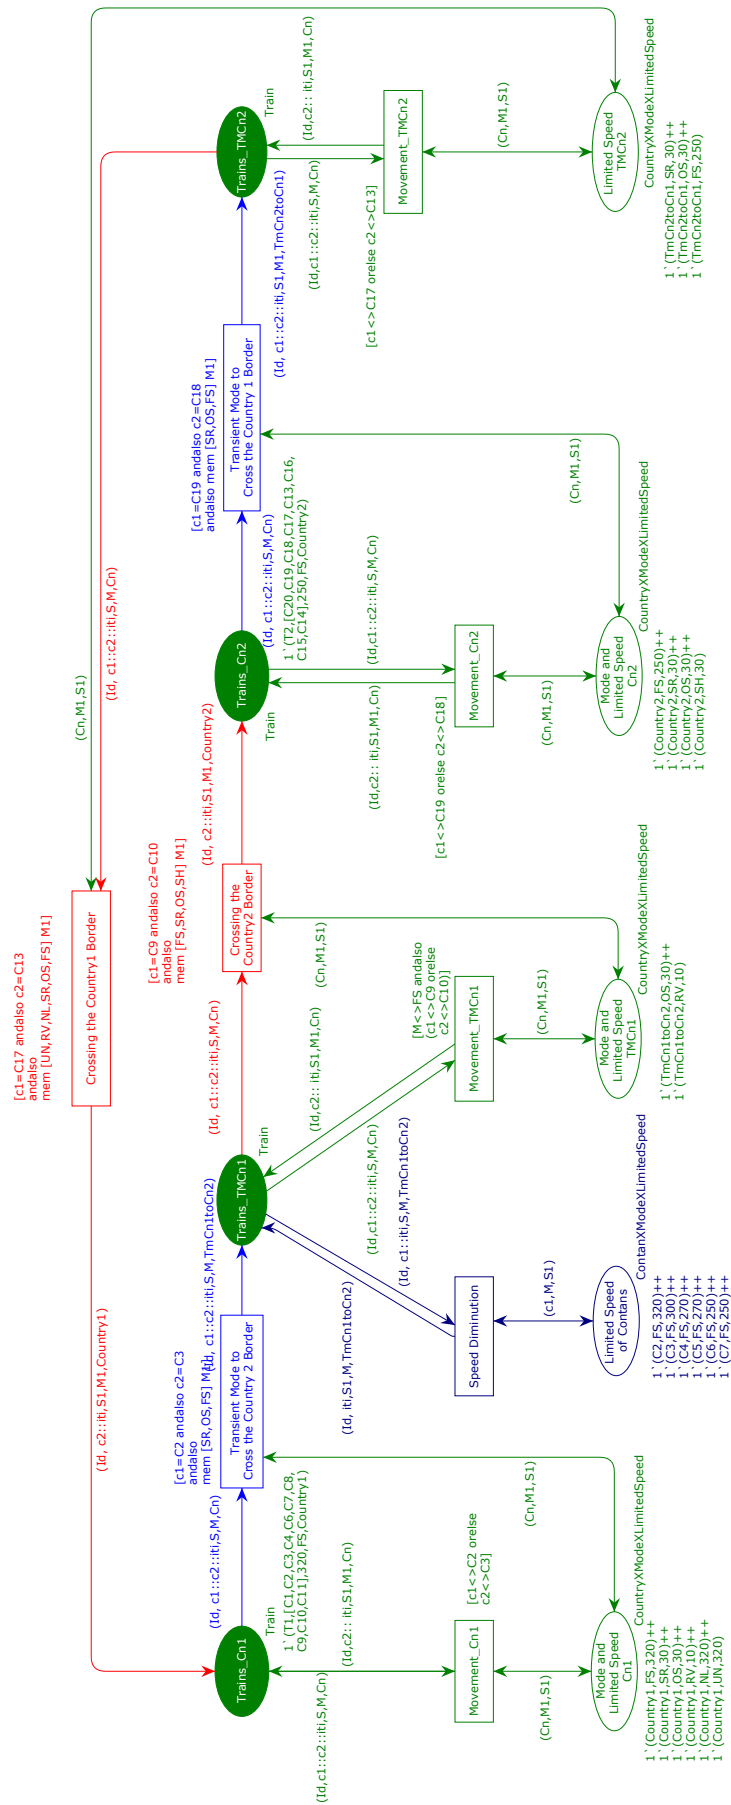 [c1=C17 andalso c2=C13
andalso
mem [UN,RV,NL,SR,OS,FS] M1]
Crossing the Country1 Border
(Cn,M1,S1)
(Id, c2::iti,S1,M1,Country1)
(Id, c1::c2::iti,S,M,Cn)
[c1=C2 andalso c2=C3
andalso
mem [SR,OS,FS] M1]
[c1=C9 andalso c2=C10
andalso
mem [FS,SR,OS,SH] M1]
[c1=C19 andalso c2=C18
andalso mem [SR,OS,FS] M1]
(Id, c1::c2::iti,S,M,Cn)
Transient Mode to
Cross the Country 2 Border
(Id, c1::c2::iti,S,M,TmCn1toCn2)
(Id, c1::c2::iti,S,M,Cn)
Crossing the
Country2 Border
(Id, c2::iti,S1,M1,Country2)
(Id, c1::c2::iti,S,M,Cn)
Transient Mode to
Cross the Country 1 Border
(Id, c1::c2::iti,S1,M1,TmCn2toCn1)
Trains_Cn1
Trains_TMCn1
Trains_Cn2
Trains_TMCn2
Train
1`(T1,[C1,C2,C3,C4,C6,C7,C8,
C9,C10,C11],320,FS,Country1)
Train
Train
1`(T2,[C20,C19,C18,C17,C13,C16,
C15,C14],250,FS,Country2)
Train
(Id,c1::c2::iti,S,M,Cn)
(Id,c2:: iti,S1,M1,Cn)
(Id, iti,S1,M,TmCn1toCn2)
(Id, c1::iti,S,M,TmCn1toCn2)
(Id,c1::c2::iti,S,M,Cn)
(Id,c2:: iti,S1,M1,Cn)
(Cn,M1,S1)
(Id,c2:: iti,S1,M1,Cn)
(Id,c1::c2::iti,S,M,Cn)
(Id,c1::c2::iti,S,M,Cn)
(Id,c2:: iti,S1,M1,Cn)
[c1<>C17 orelse c2<>C13]
Movement_TMCn2
[c1<>C2 orelse
c2<>C3]
[M<>FS andalso
(c1<>C9 orelse
c2<>C10)]
[c1<>C19 orelse c2<>C18]
Movement_Cn1
Speed Diminution
Movement_TMCn1
Movement_Cn2
(Cn,M1,S1)
(Cn,M1,S1)
(c1,M,S1)
(Cn,M1,S1)
(Cn,M1,S1)
(Cn,M1,S1)
(Cn,M1,S1)
Mode and
Limited Speed
Cn1
CountryXModeXLimitedSpeed
Limited Speed
of Contans
ContanXModeXLimitedSpeed
Mode and
Limited Speed
TMCn1
CountryXModeXLimitedSpeed
Mode and
Limited Speed
Cn2
CountryXModeXLimitedSpeed
Limited Speed
TMCn2
CountryXModeXLimitedSpeed
1`(Country1,FS,320)++
1`(Country1,SR,30)++
1`(Country1,OS,30)++
1`(Country1,RV,10)++
1`(Country1,NL,320)++
1`(Country1,UN,320)
1`(C2,FS,320)++
1`(C3,FS,300)++
1`(C4,FS,270)++
1`(C5,FS,270)++
1`(C6,FS,250)++
1`(C7,FS,250)++
1`(TmCn1toCn2,OS,30)++
1`(TmCn1toCn2,RV,10)
1`(Country2,FS,250)++
1`(Country2,SR,30)++
1`(Country2,OS,30)++
1`(Country2,SH,30)
1`(TmCn2toCn1,SR,30)++
1`(TmCn2toCn1,OS,30)++
1`(TmCn2toCn1,FS,250)